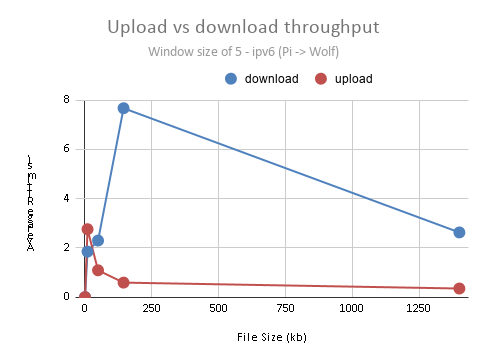 Upload vs download throughput
Window size of 5 - ipv6 (Pi -> Wolf)
download upload
8
6
4
2
0
0 250 500 750 1000 1250
File Size (kb)